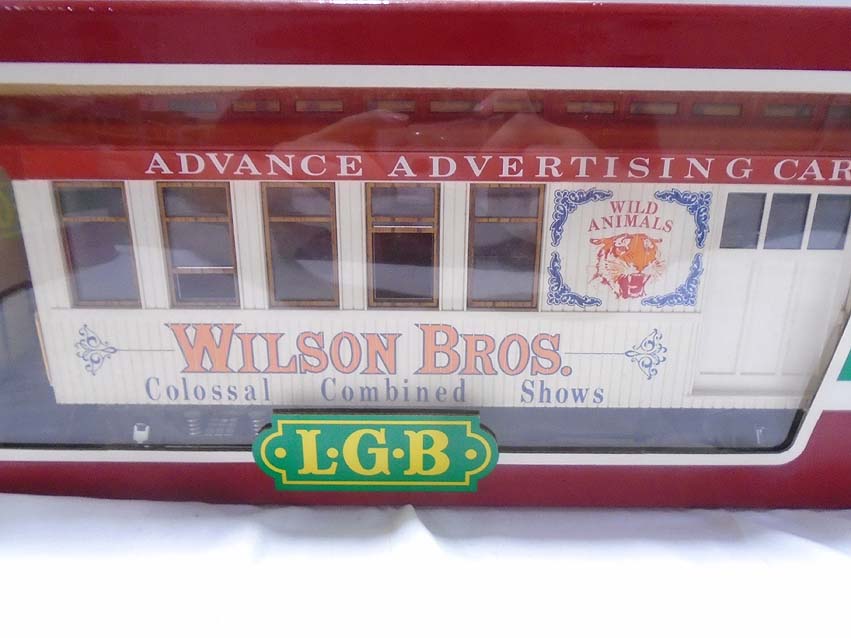 ADVANCE ADVERTISING CAR
WILD
ANIMALS
WILSON BROS.
Colossal Combined Shows
L·G·B